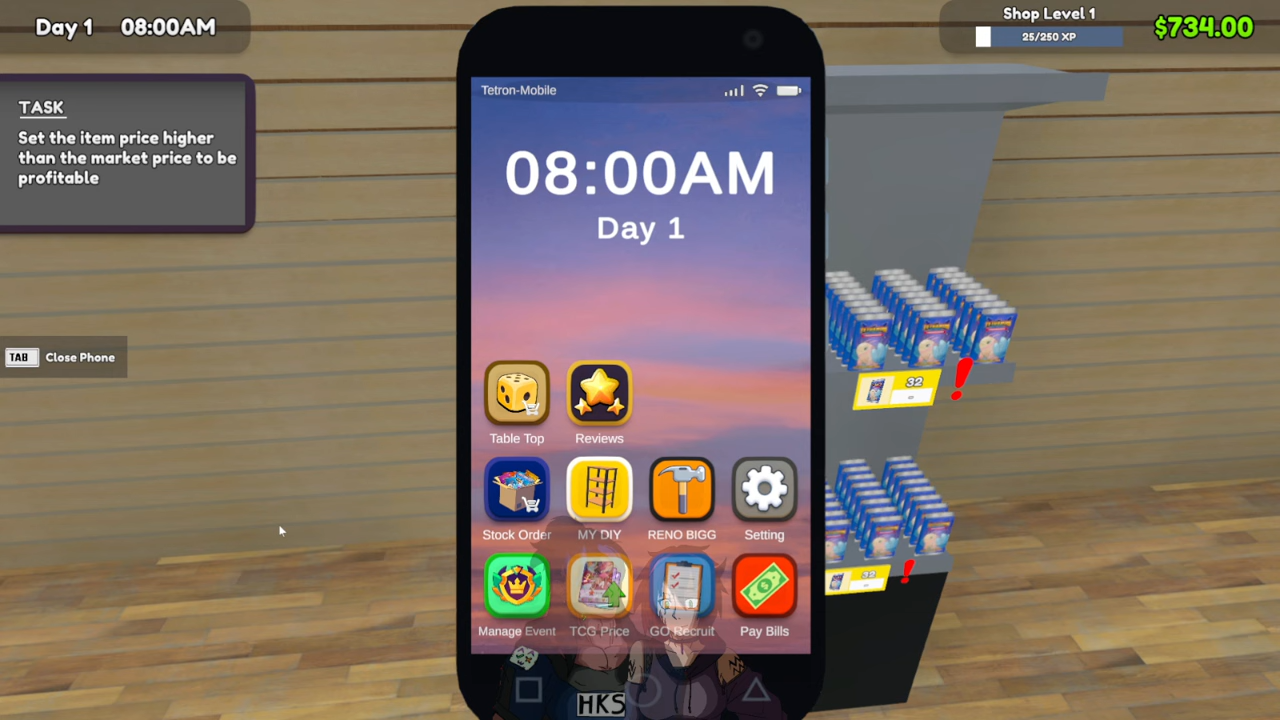 Day 1 08:00AM
Shop Level 1
25/250 XP
$734.00
TASK
Set the item price higher
than the market price to be
profitable
TAB Close Phone
Tetron-Mobile
08:00AM
Day 1
Table Top
Reviews
Stock Order
MY DIY
RENO BIGG
Setting
Manage Event
TCG Price
GO Recruit
Pay Bills
HKS
32
32